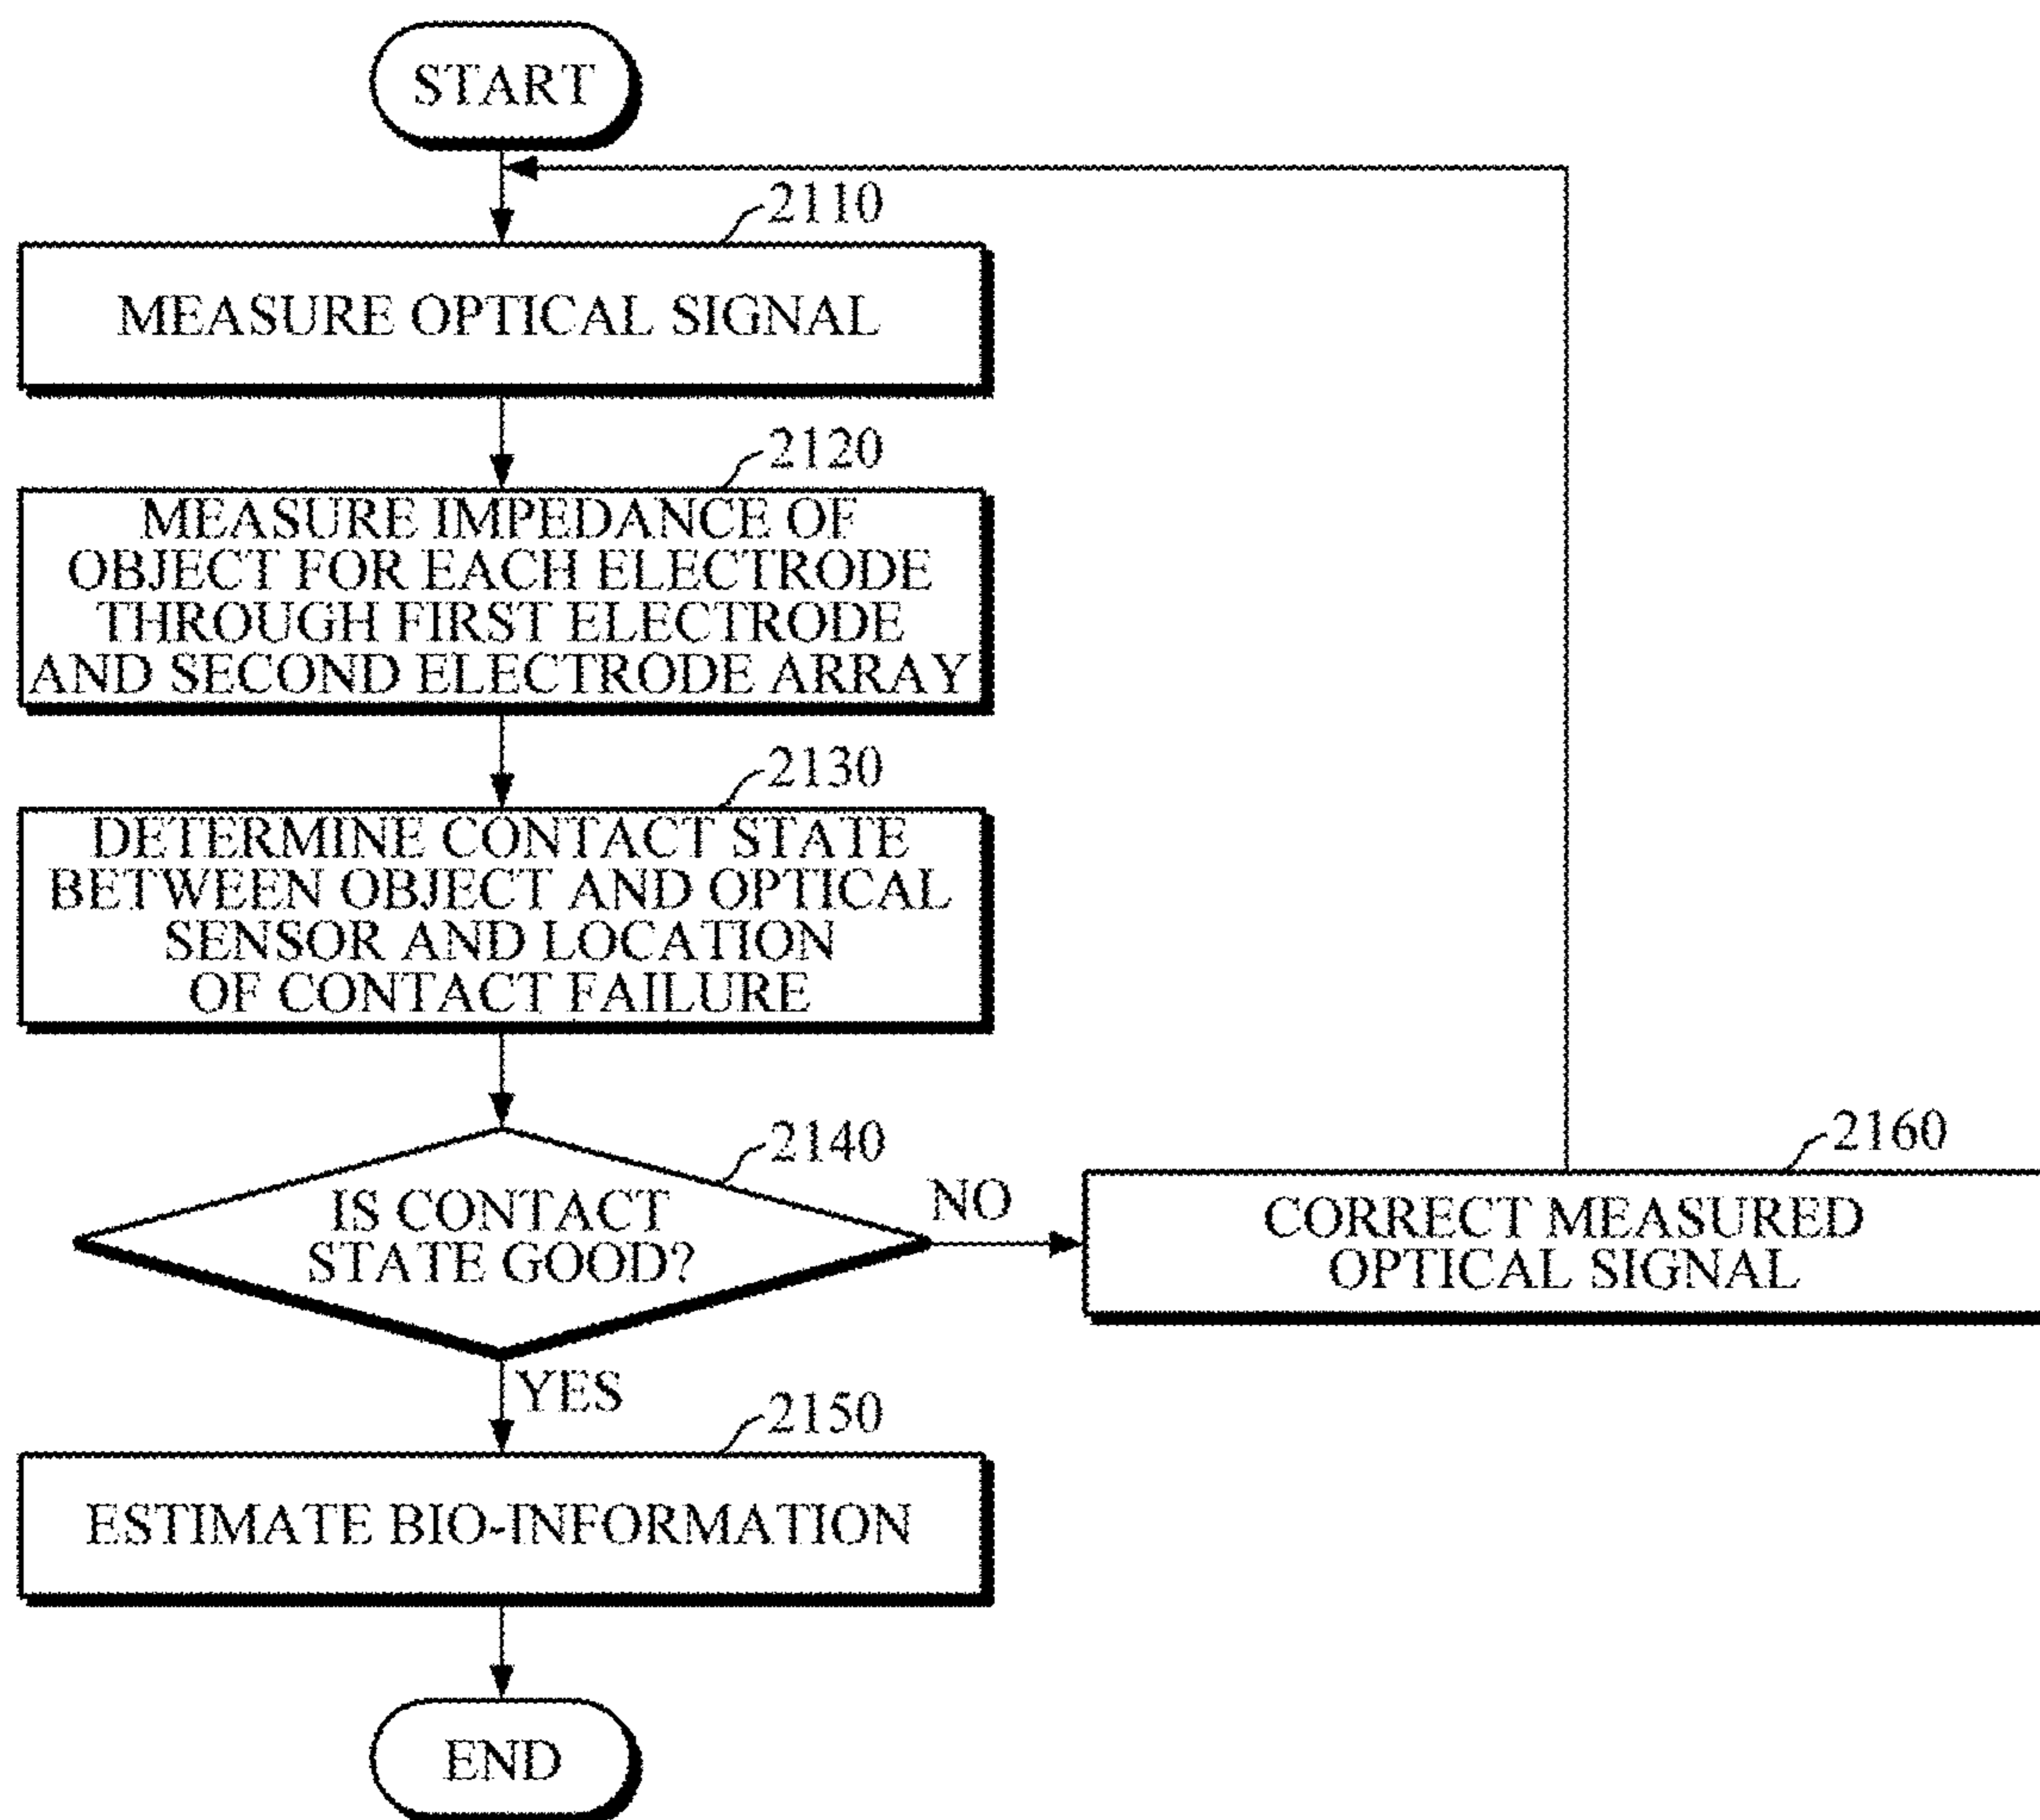 START
2110
MEASURE OPTICAL SIGNAL
2120
MEASURE IMPEDANCE OF
OBJECT FOR EACH ELECTRODE
THROUGH FIRST ELECTRODE
AND SECOND ELECTRODE ARRAY
2130
DETERMINE CONTACT STATE
BETWEEN OBJECT AND OPTICAL
SENSOR AND LOCATION
OF CONTACT FAILURE
2140
IS CONTACT
STATE GOOD?
NO
2160
CORRECT MEASURED
OPTICAL SIGNAL
YES
2150
ESTIMATE BIO-INFORMATION
END